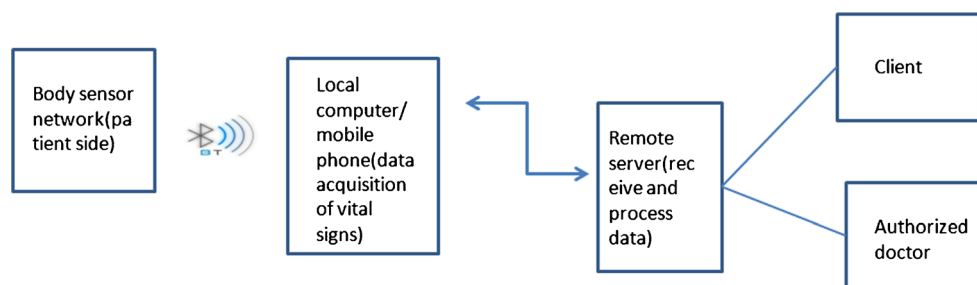 Body sensor
network(pa
tient side)
BT
Local
computer/
mobile
phone(data
acquisition
of vital
signs)
Remote
server(rec
eive and
process
data)
Client
Authorized
doctor